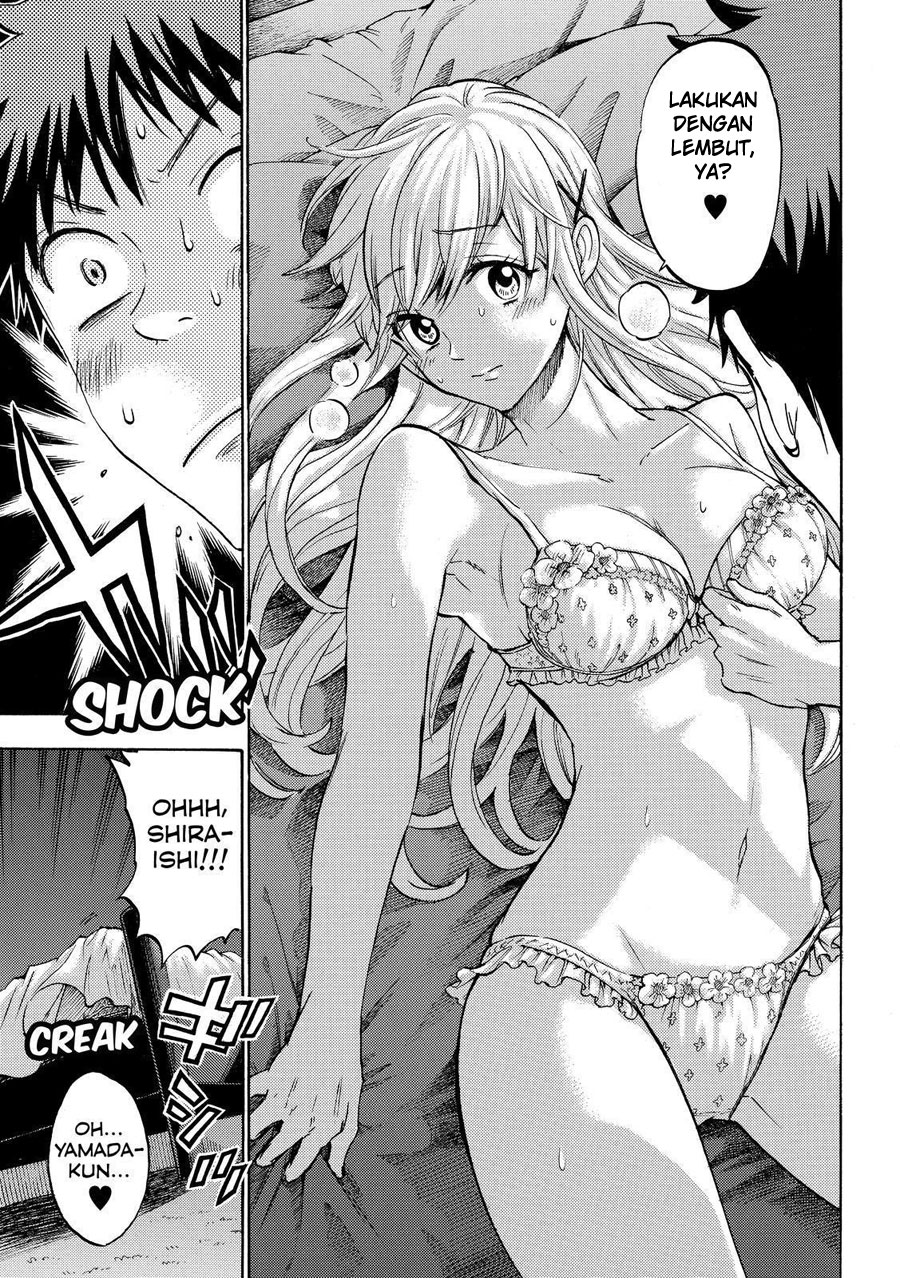 LAKUKAN
DENGAN
LEMBUT,
YA?
♥
SHOCK
OHHH,
SHIRA-
ISHI!!!
CREAK
OH...
YAMADA-
KUN...
♥